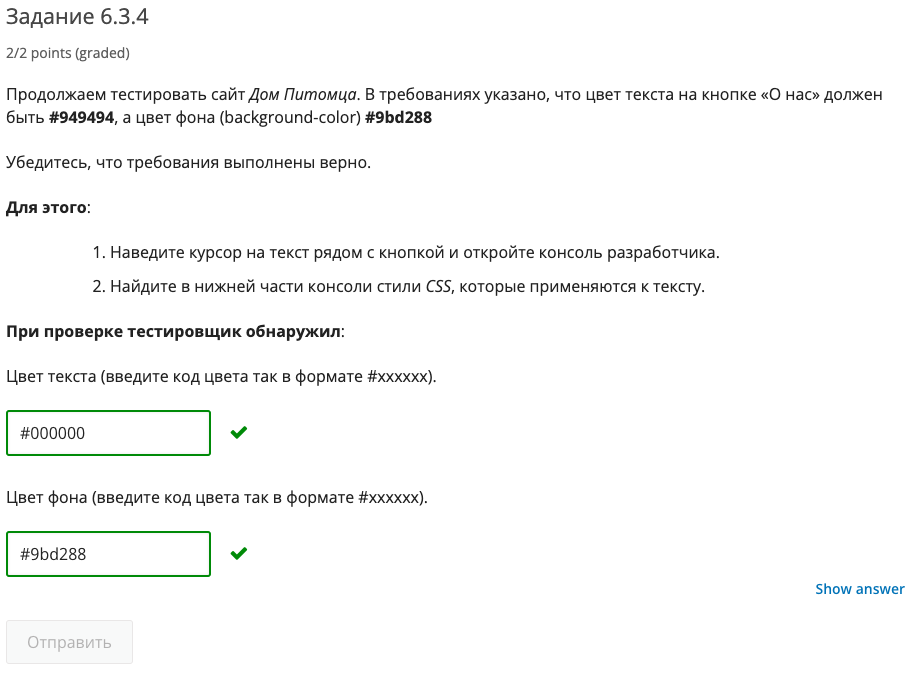 Задание 6.3.4
2/2 points (graded)
Продолжаем тестировать сайт Дом Питомца. В требованиях указано, что цвет текста на кнопке «О нас» должен
быть #949494, а цвет фона (background-color) #9bd288
Убедитесь, что требования выполнены верно.
Для этого:
1. Наведите курсор на текст рядом с кнопкой и откройте консоль разработчика.
2. Найдите в нижней части консоли стили CSS, которые применяются к тексту.
При проверке тестировщик обнаружил:
Цвет текста (введите код цвета так в формате #xxxxxx).
#000000
Цвет фона (введите код цвета так в формате #xxxxxx).
#9bd288
Show answer
Отправить